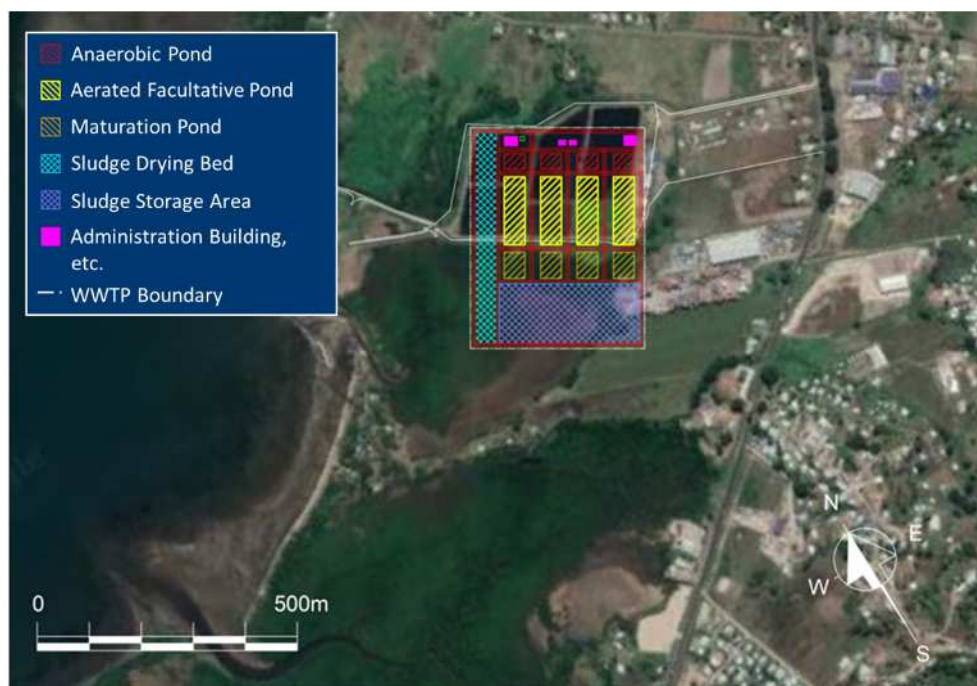 Anaerobic Pond
Aerated Facultative Pond
Maturation Pond
Sludge Drying Bed
Sludge Storage Area
Administration Building,
etc.
WWTP Boundary
N
E
W
S
0 500m